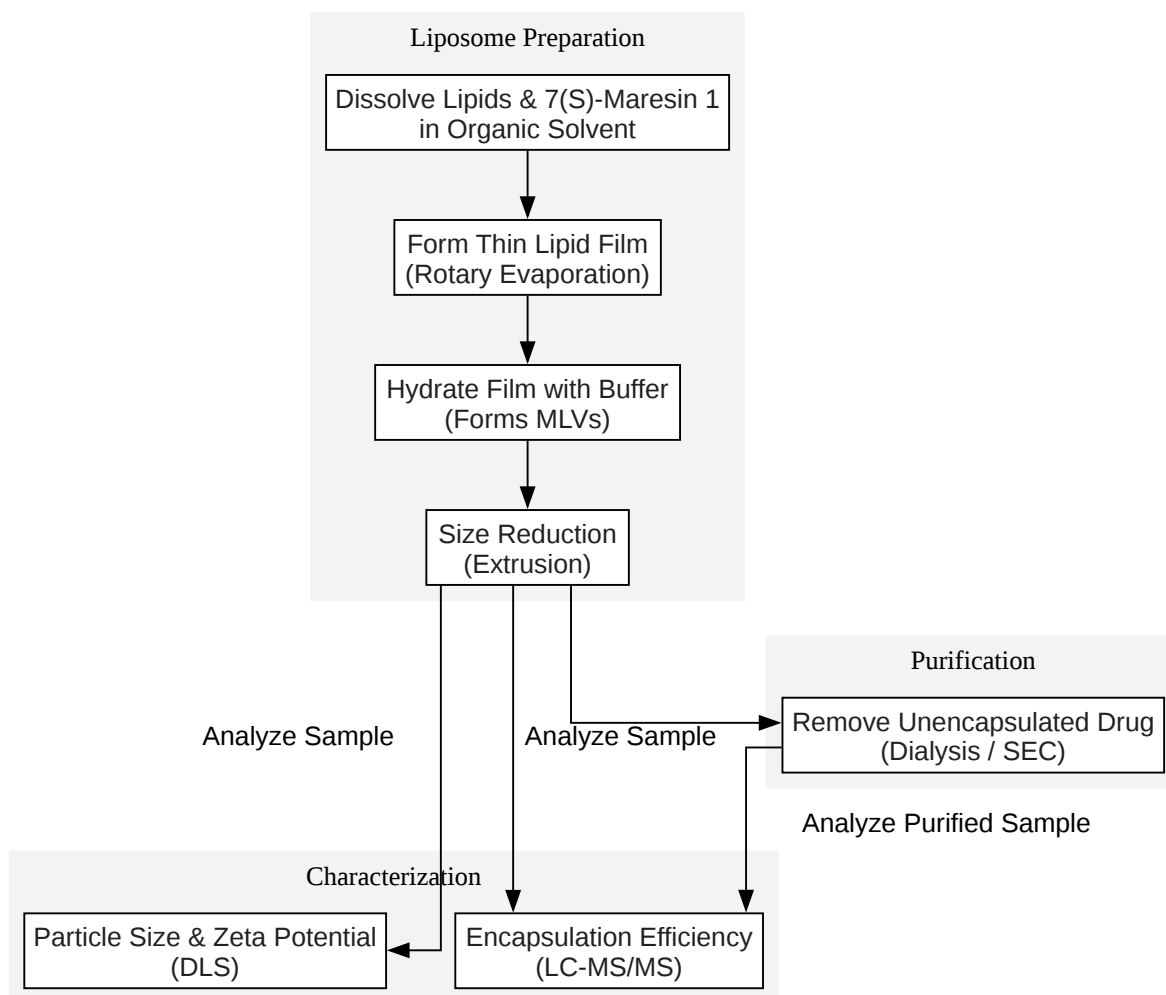 Liposome Preparation
Dissolve Lipids & 7(S)-Maresin 1
in Organic Solvent
Form Thin Lipid Film
(Rotary Evaporation)
Hydrate Film with Buffer
(Forms MLVs)
Size Reduction
(Extrusion)
Purification
Remove Unencapsulated Drug
(Dialysis / SEC)
Analyze Sample
Analyze Sample
Analyze Purified Sample
Characterization
Particle Size & Zeta Potential
(DLS)
Encapsulation Efficiency
(LC-MS/MS)